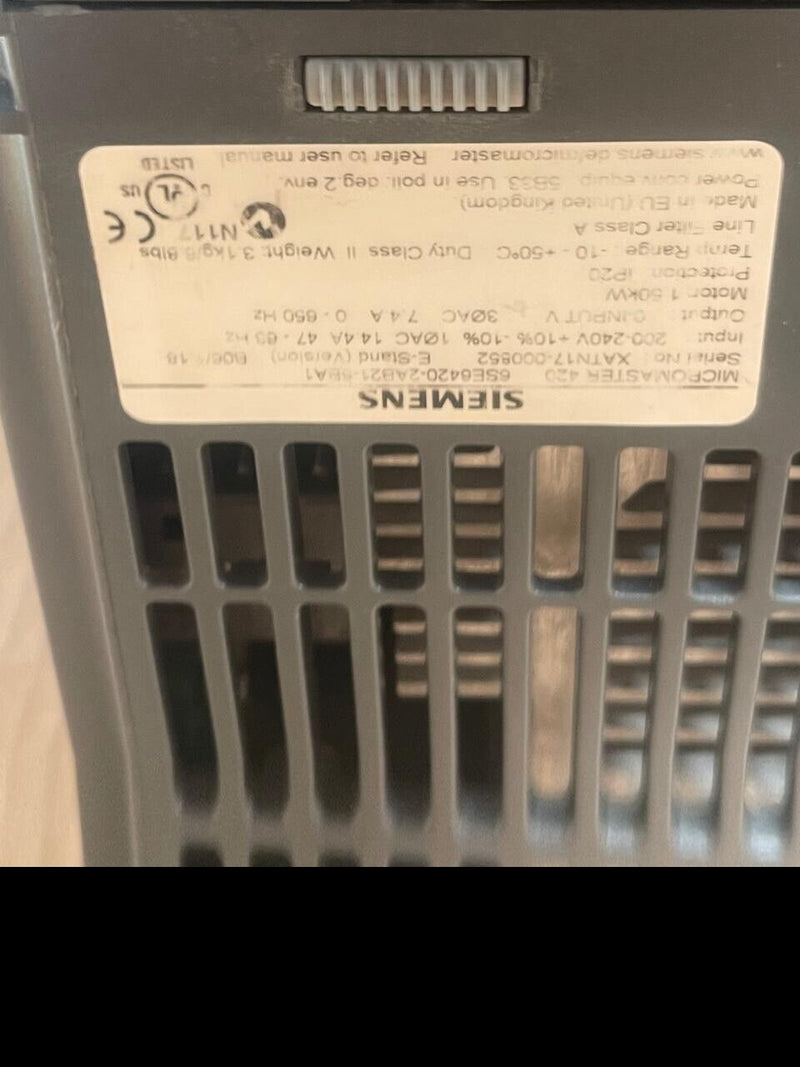 SIEMENS
MICROMASTER 420 6SE6420-2AB21-5BA1
Serial No XATN17-000852 E-Stand (Version) B06/ 18
Input 200-240V +10% -10% 1ØAC 14.4A 47 - 63 Hz
Output 0-INPUT V 3ØAC 7.4 A 0 - 650 Hz
Motor 1.50kW
Protection IP20
Temp Range: -10 - +50°C Duty Class II Weight: 3.1kg/6.8lbs
Line Filter Class A
Made in EU (United Kingdom)
N117 CE
Power conv equip. 5B33. Use in poll. deg.2 env.
C UL US
www.siemens.de/micromaster Refer to user manual
LISTED